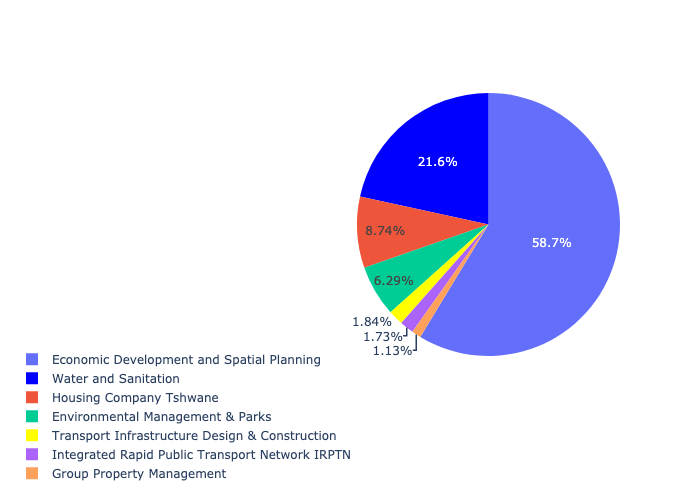 21.6%
58.7%
8.74%
6.29%
1.84%
1.73%
1.13%
Economic Development and Spatial Planning
Water and Sanitation
Housing Company Tshwane
Environmental Management & Parks
Transport Infrastructure Design & Construction
Integrated Rapid Public Transport Network IRPTN
Group Property Management